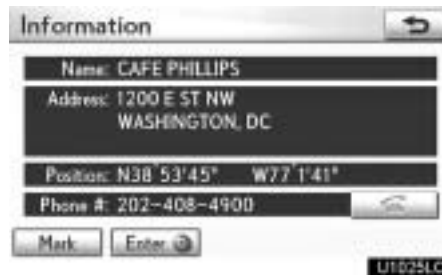 Information
Name: CAFE PHILLIPS
Address: 1200 E ST NW
WASHINGTON, DC
Position: N38°53'45" W77°1'41"
Phone #: 202-408-4900
Mark Enter
U1025LC